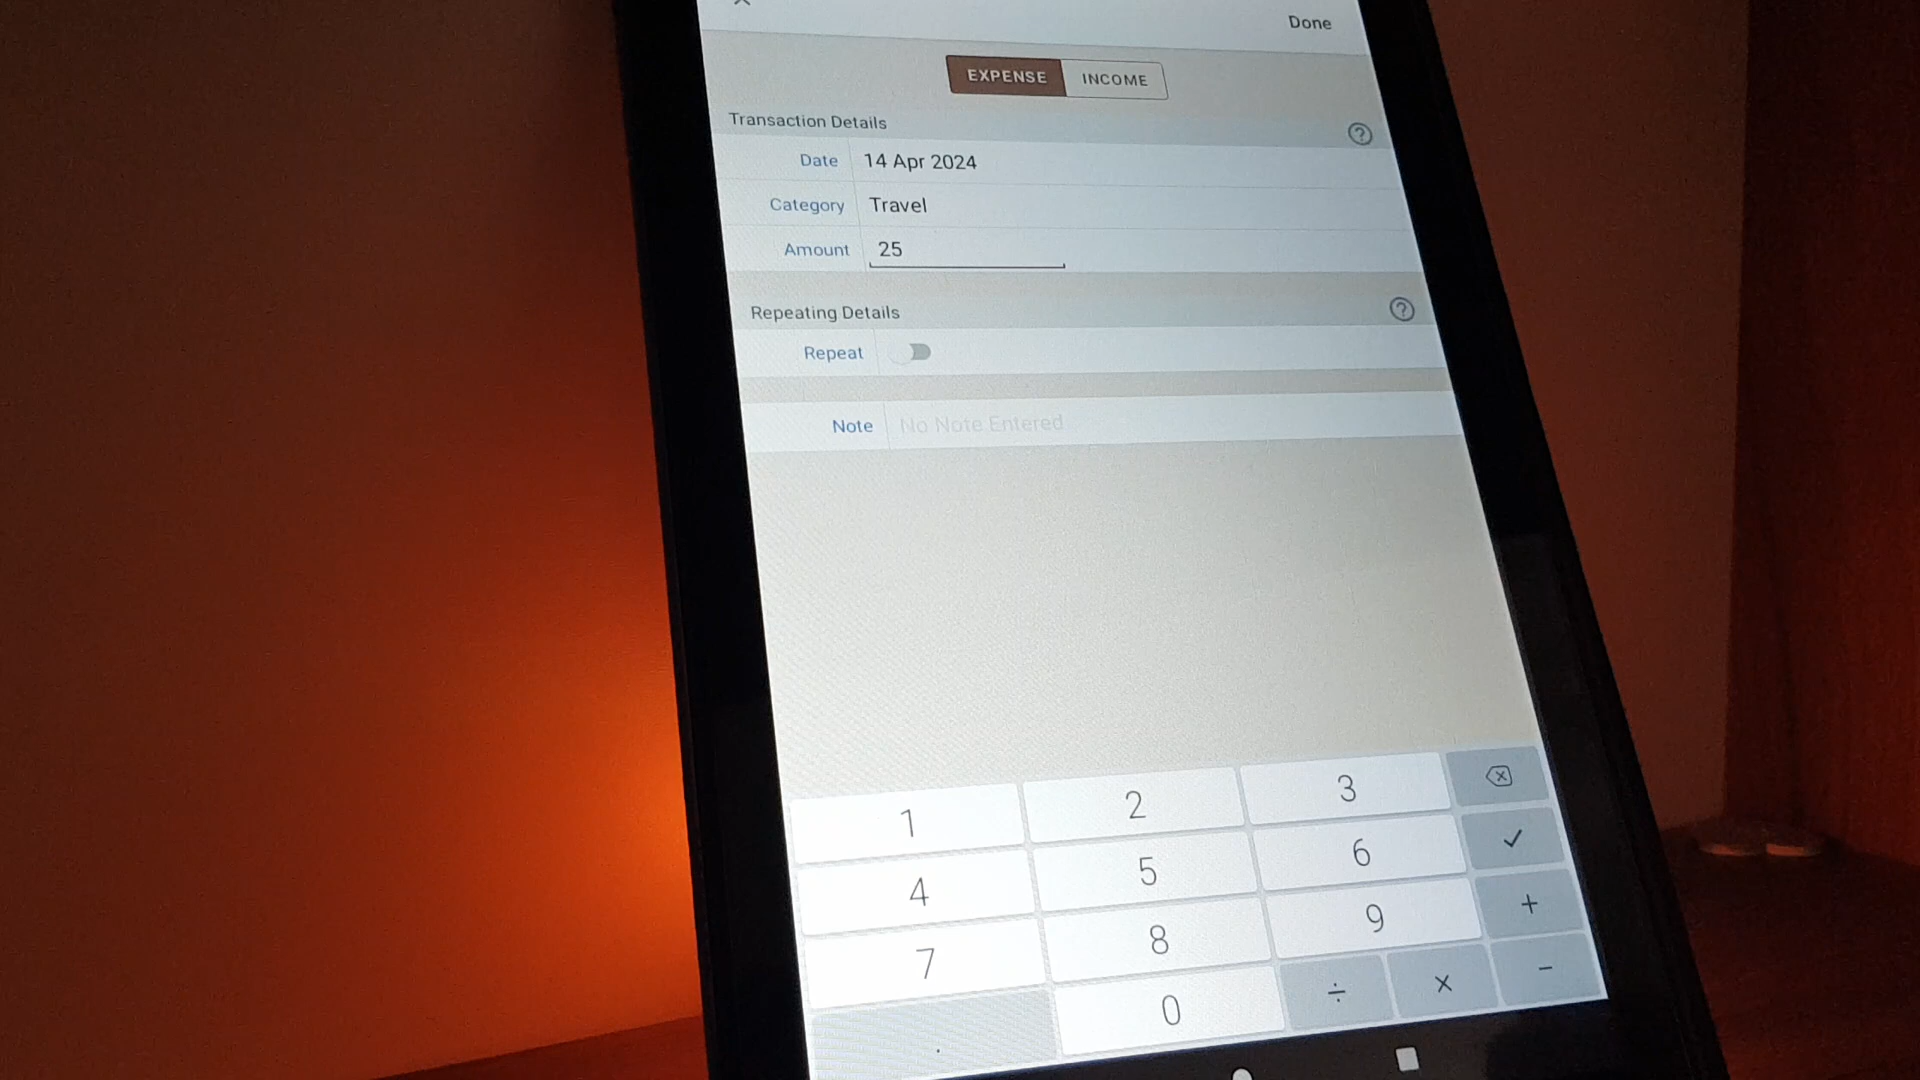 Done
EXPENSE INCOME
Transaction Details ?
Date 14 Apr 2024
Category Travel
Amount 25
Repeating Details ?
Repeat
Note No Note Entered
1 2 3
4 5 6 ✓
7 8 9 +
. 0 ÷ × −